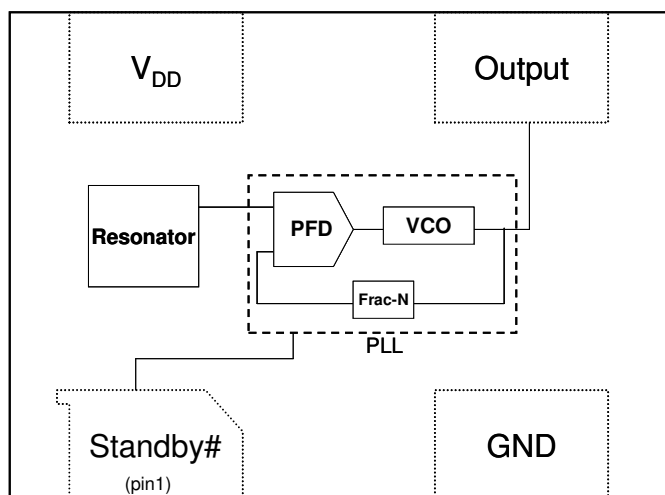 VDD
Output
Resonator
PFD
VCO
Frac-N
PLL
Standby#
(pin1)
GND